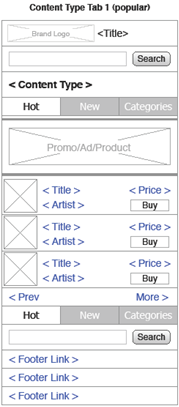 Content Type Tab 1 (popular)
Brand Logo <Title>
Search
< Content Type >
Hot New Categories
Promo/Ad/Product
< Title > < Price >
< Artist > Buy
< Title > < Price >
< Artist > Buy
< Title > < Price >
< Artist > Buy
< Prev More >
Hot New Categories
Search
< Footer Link >
< Footer Link >
< Footer Link >